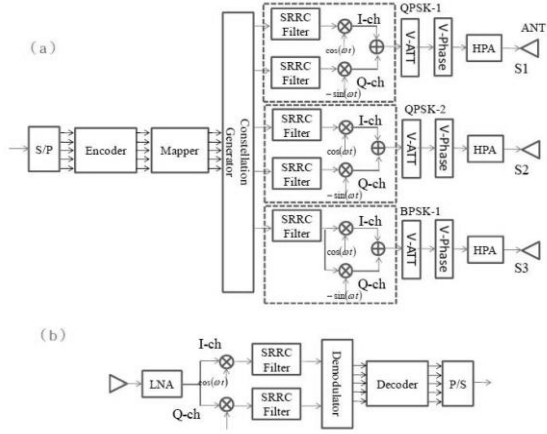 (a)
S/P
Encoder
Mapper
Constellation
Generator
SRRC
Filter
I-ch
cos(ωt)
SRRC
Filter
Q-ch
−sin(ωt)
QPSK-1
V-ATT
V-Phase
HPA
ANT
S1
SRRC
Filter
I-ch
cos(ωt)
SRRC
Filter
Q-ch
−sin(ωt)
QPSK-2
V-ATT
V-Phase
HPA
S2
SRRC
Filter
I-ch
cos(ωt)
Q-ch
−sin(ωt)
BPSK-1
V-ATT
V-Phase
HPA
S3
(b)
LNA
I-ch
cos(ωt)
Q-ch
SRRC
Filter
SRRC
Filter
Demodulator
Decoder
P/S